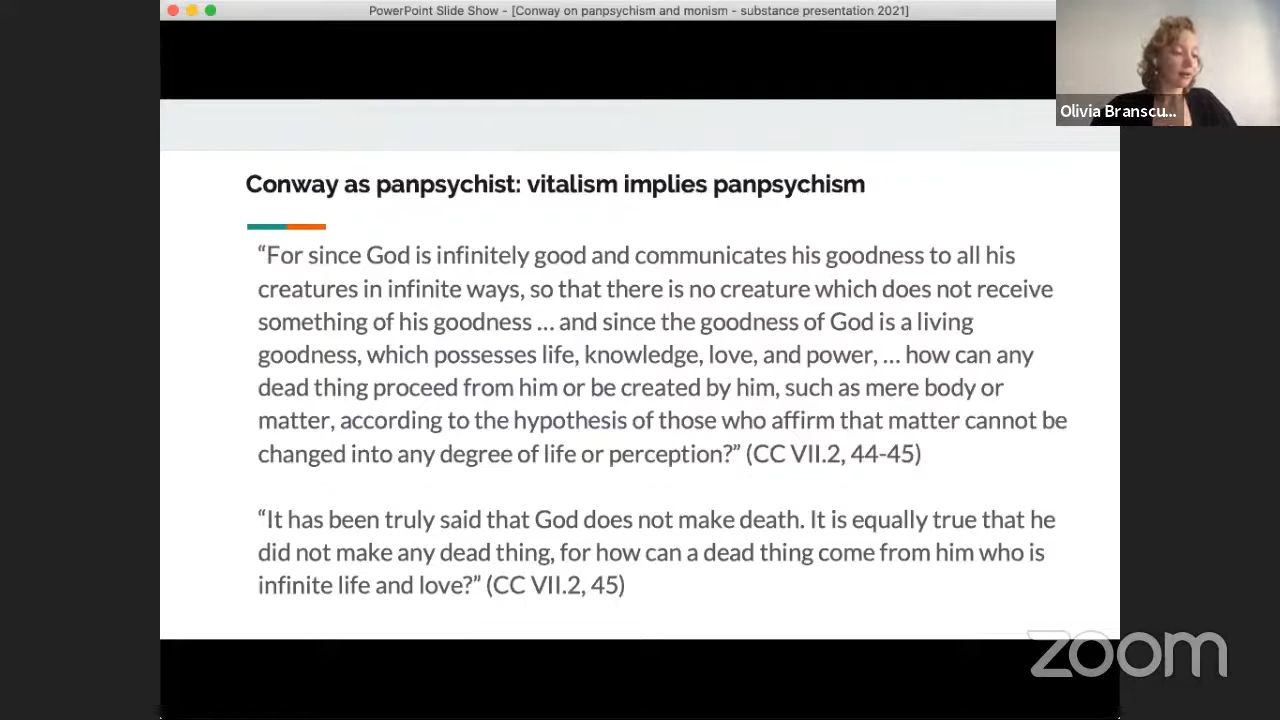 PowerPoint Slide Show - [Conway on panpsychism and monism - substance presentation 2021]
Olivia Branscu...
Conway as panpsychist: vitalism implies panpsychism
“For since God is infinitely good and communicates his goodness to all his
creatures in infinite ways, so that there is no creature which does not receive
something of his goodness ... and since the goodness of God is a living
goodness, which possesses life, knowledge, love, and power, ... how can any
dead thing proceed from him or be created by him, such as mere body or
matter, according to the hypothesis of those who affirm that matter cannot be
changed into any degree of life or perception?” (CC VII.2, 44-45)
“It has been truly said that God does not make death. It is equally true that he
did not make any dead thing, for how can a dead thing come from him who is
infinite life and love?” (CC VII.2, 45)
zoom